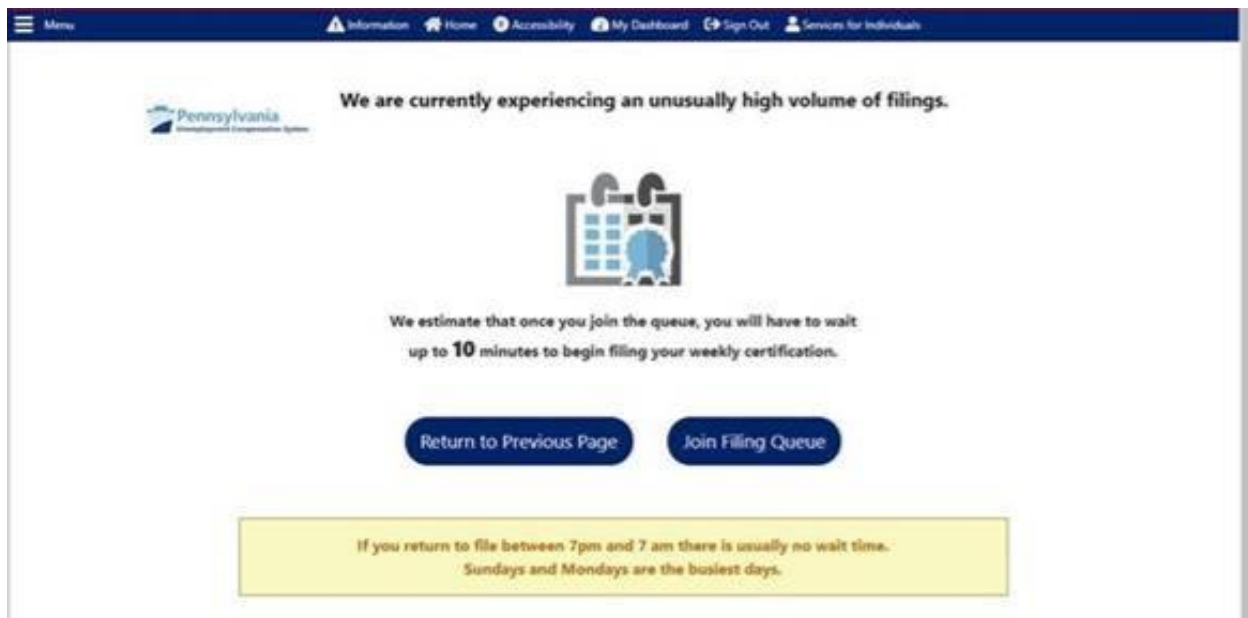 Menu
Information Home Accessibility My Dashboard Sign Out Services for Individuals
We are currently experiencing an unusually high volume of filings.
Pennsylvania
Unemployment Compensation System
We estimate that once you join the queue, you will have to wait
up to 10 minutes to begin filing your weekly certification.
Return to Previous Page
Join Filing Queue
If you return to file between 7pm and 7 am there is usually no wait time.
Sundays and Mondays are the busiest days.